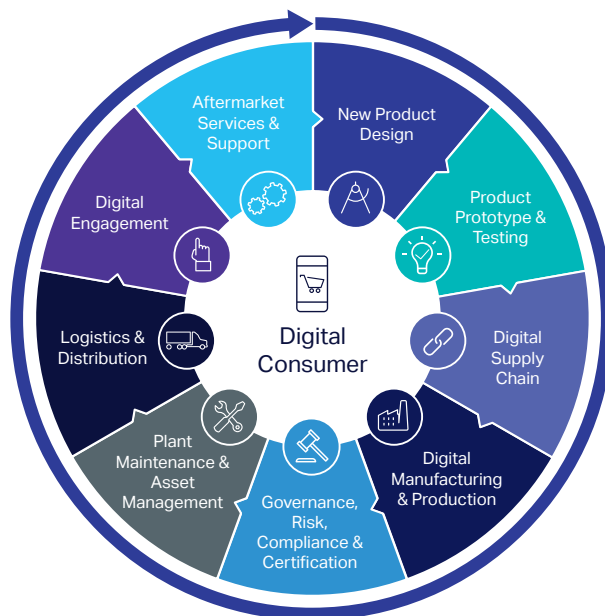 New Product
Design
Product
Prototype &
Testing
Digital
Supply
Chain
Digital
Manufacturing
& Production
Governance,
Risk,
Compliance &
Certification
Plant
Maintenance &
Asset
Management
Logistics &
Distribution
Digital
Engagement
Aftermarket
Services &
Support
Digital
Consumer